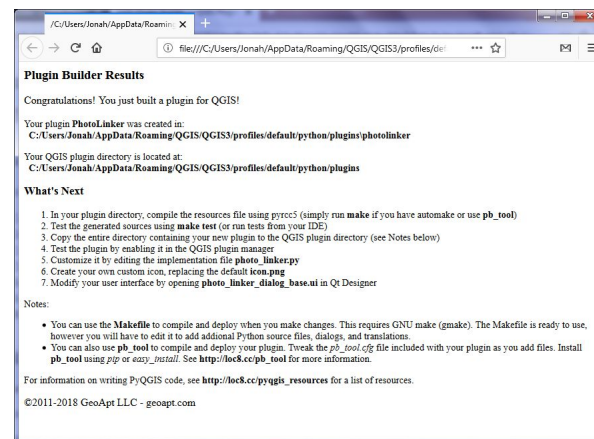 /C:/Users/Jonah/AppData/Roaming
file:///C:/Users/Jonah/AppData/Roaming/QGIS/QGIS3/profiles/def
Plugin Builder Results
Congratulations! You just built a plugin for QGIS!
Your plugin PhotoLinker was created in:
C:/Users/Jonah/AppData/Roaming/QGIS/QGIS3/profiles/default/python/plugins\photolinker
Your QGIS plugin directory is located at:
C:/Users/Jonah/AppData/Roaming/QGIS/QGIS3/profiles/default/python/plugins
What's Next
1. In your plugin directory, compile the resources file using pyrcc5 (simply run make if you have automake or use pb_tool)
2. Test the generated sources using make test (or run tests from your IDE)
3. Copy the entire directory containing your new plugin to the QGIS plugin directory (see Notes below)
4. Test the plugin by enabling it in the QGIS plugin manager
5. Customize it by editing the implementation file photo_linker.py
6. Create your own custom icon, replacing the default icon.png
7. Modify your user interface by opening photo_linker_dialog_base.ui in Qt Designer
Notes:
• You can use the Makefile to compile and deploy when you make changes. This requires GNU make (gmake). The Makefile is ready to use,
however you will have to edit it to add addional Python source files, dialogs, and translations.
• You can also use pb_tool to compile and deploy your plugin. Tweak the pb_tool.cfg file included with your plugin as you add files. Install
pb_tool using pip or easy_install. See http://loc8.cc/pb_tool for more information.
For information on writing PyQGIS code, see http://loc8.cc/pyqgis_resources for a list of resources.
©2011-2018 GeoApt LLC - geoapt.com